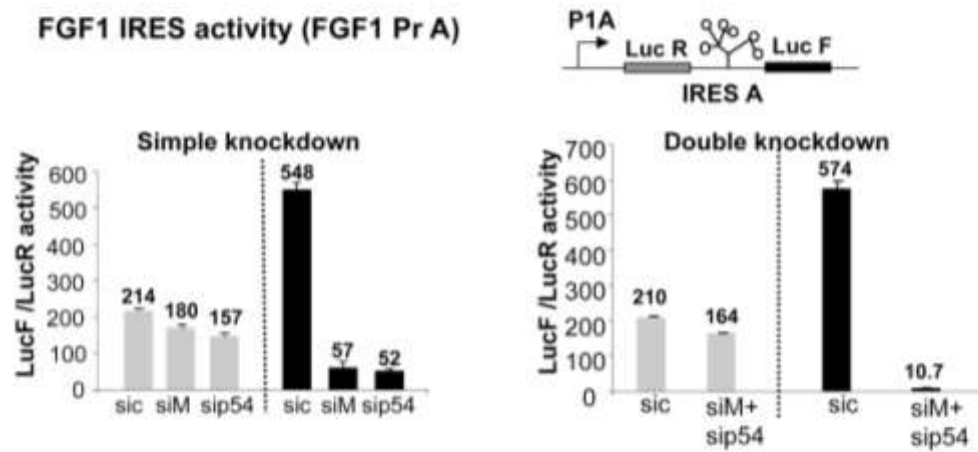 FGF1 IRES activity (FGF1 Pr A)
P1A
Luc R
Luc F
IRES A
Simple knockdown
LucF /LucR activity
600
500
400
300
200
100
0
214
180
157
548
57
52
sic siM sip54 sic siM sip54
Double knockdown
LucF /LucR activity
700
600
500
400
300
200
100
0
210
164
574
10.7
sic siM+ sic siM+
sip54 sip54